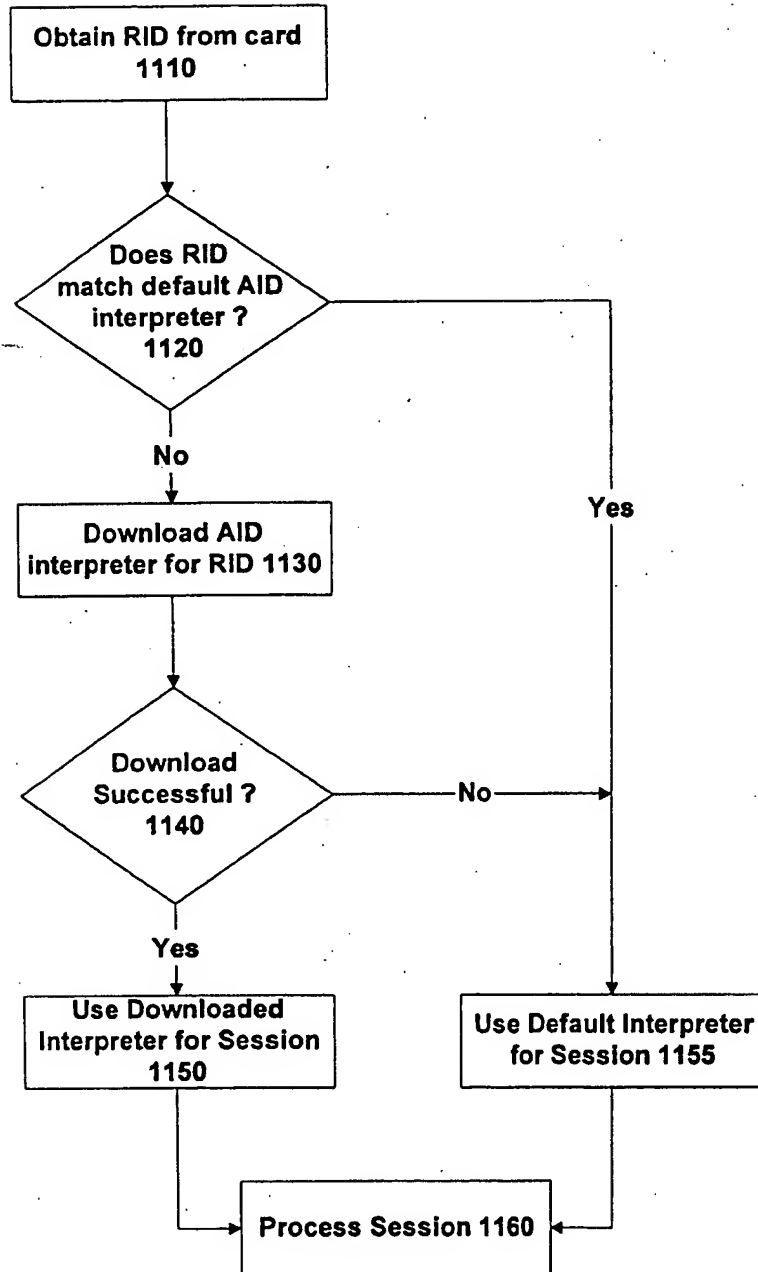 Obtain RID from card
1110
Does RID
match default AID
interpreter ?
1120
No
Yes
Download AID
interpreter for RID 1130
Download
Successful ?
1140
No
Yes
Use Downloaded
Interpreter for Session
1150
Use Default Interpreter
for Session 1155
Process Session 1160